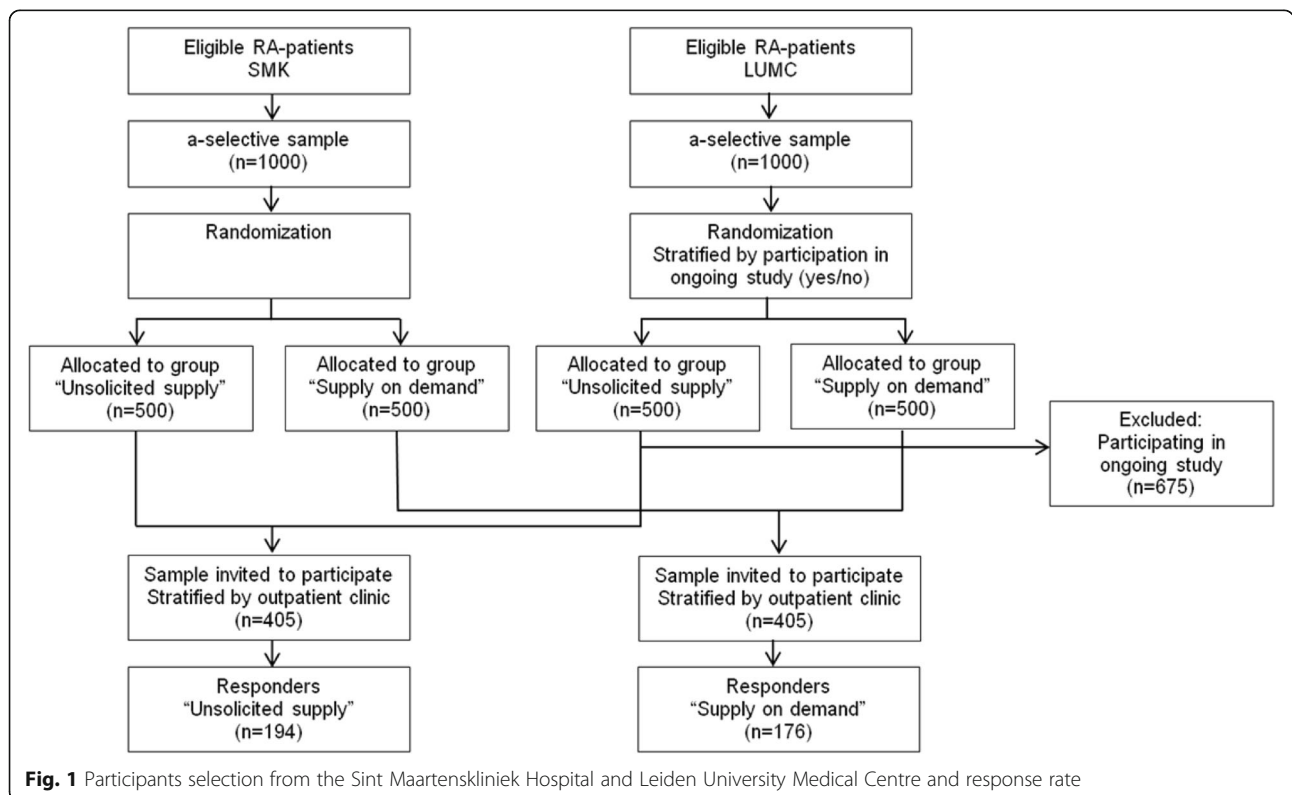 Eligible RA-patients
SMK
Eligible RA-patients
LUMC
a-selective sample
(n=1000)
a-selective sample
(n=1000)
Randomization
Randomization
Stratified by participation in
ongoing study (yes/no)
Allocated to group
“Unsolicited supply”
(n=500)
Allocated to group
“Supply on demand”
(n=500)
Allocated to group
“Unsolicited supply”
(n=500)
Allocated to group
“Supply on demand”
(n=500)
Excluded:
Participating in
ongoing study
(n=675)
Sample invited to participate
Stratified by outpatient clinic
(n=405)
Sample invited to participate
Stratified by outpatient clinic
(n=405)
Responders
“Unsolicited supply”
(n=194)
Responders
“Supply on demand”
(n=176)
Fig. 1 Participants selection from the Sint Maartenskliniek Hospital and Leiden University Medical Centre and response rate